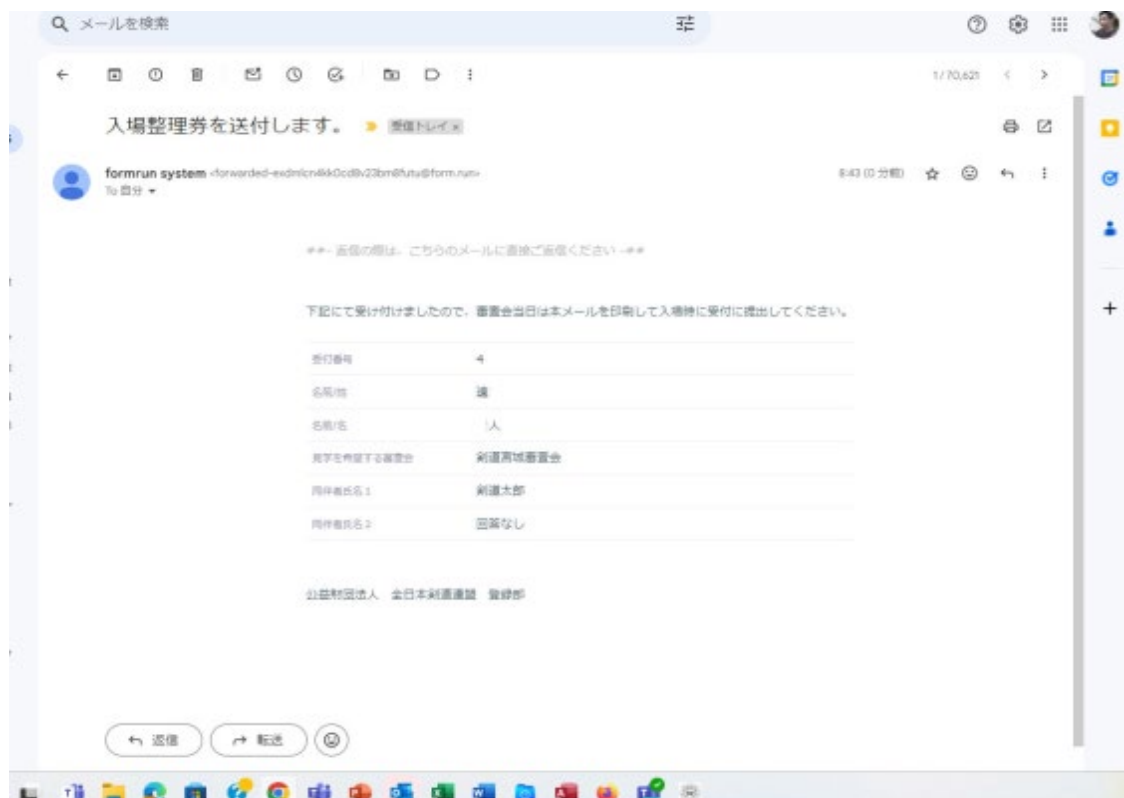 メールを検索
1/70,621
入場整理券を送付します。 受信トレイ ×
formrun system
To 自分
8:43 (0 分前)
##- 返信の際は、こちらのメールに直接ご返信ください -##
下記にて受け付けましたので、審査会当日は本メールを印刷して入場時に受付に提出してください。
受付番号 4
名前/姓 遠
名前/名 人
見学を希望する審査会 剣道高城審査会
同伴者氏名1 剣道太郎
同伴者氏名2 回答なし
公益財団法人 全日本剣道連盟 登録部
返信 転送